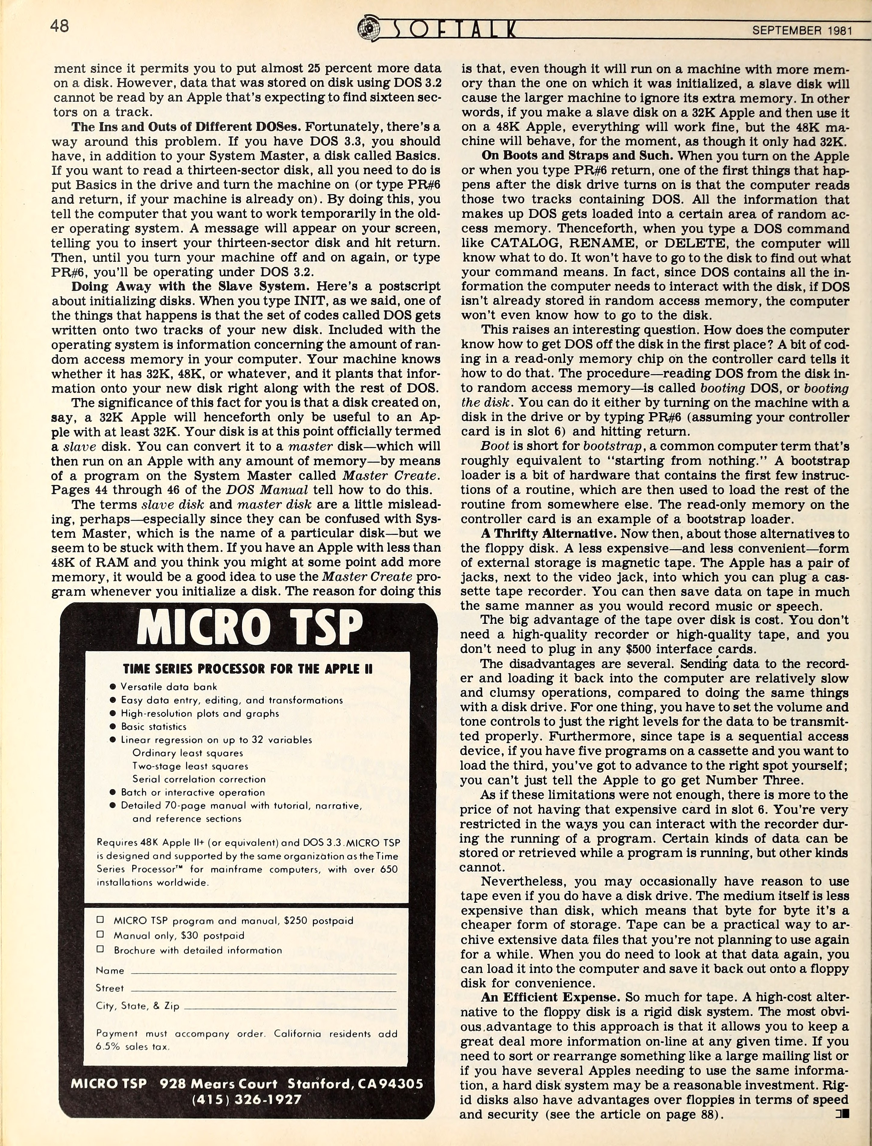 48
SOFTALK
SEPTEMBER 1981
ment since it permits you to put almost 25 percent more data
on a disk. However, data that was stored on disk using DOS 3.2
cannot be read by an Apple that's expecting to find sixteen sec-
tors on a track.
The Ins and Outs of Different DOSes. Fortunately, there's a
way around this problem. If you have DOS 3.3, you should
have, in addition to your System Master, a disk called Basics.
If you want to read a thirteen-sector disk, all you need to do is
put Basics in the drive and turn the machine on (or type PR#6
and return, if your machine is already on). By doing this, you
tell the computer that you want to work temporarily in the old-
er operating system. A message will appear on your screen,
telling you to insert your thirteen-sector disk and hit return.
Then, until you turn your machine off and on again, or type
PR#6, you'll be operating under DOS 3.2.
Doing Away with the Slave System. Here's a postscript
about initializing disks. When you type INIT, as we said, one of
the things that happens is that the set of codes called DOS gets
written onto two tracks of your new disk. Included with the
operating system is information concerning the amount of ran-
dom access memory in your computer. Your machine knows
whether it has 32K, 48K, or whatever, and it plants that infor-
mation onto your new disk right along with the rest of DOS.
The significance of this fact for you is that a disk created on,
say, a 32K Apple will henceforth only be useful to an Ap-
ple with at least 32K. Your disk is at this point officially termed
a slave disk. You can convert it to a master disk—which will
then run on an Apple with any amount of memory—by means
of a program on the System Master called Master Create.
Pages 44 through 46 of the DOS Manual tell how to do this.
The terms slave disk and master disk are a little mislead-
ing, perhaps—especially since they can be confused with Sys-
tem Master, which is the name of a particular disk—but we
seem to be stuck with them. If you have an Apple with less than
48K of RAM and you think you might at some point add more
memory, it would be a good idea to use the Master Create pro-
gram whenever you initialize a disk. The reason for doing this
MICRO TSP
TIME SERIES PROCESSOR FOR THE APPLE II
● Versatile data bank
● Easy data entry, editing, and transformations
● High-resolution plots and graphs
● Basic statistics
● Linear regression on up to 32 variables
Ordinary least squares
Two-stage least squares
Serial correlation correction
● Batch or interactive operation
● Detailed 70-page manual with tutorial, narrative,
and reference sections
Requires 48K Apple II+ (or equivalent) and DOS 3.3. MICRO TSP
is designed and supported by the same organization as the Time
Series Processor™ for mainframe computers, with over 650
installations worldwide.
☐ MICRO TSP program and manual, $250 postpaid
☐ Manual only, $30 postpaid
☐ Brochure with detailed information
Name
Street
City, State, & Zip
Payment must accompany order. California residents add
6.5% sales tax.
MICRO TSP 928 Mears Court Stanford, CA 94305
(415) 326-1927
is that, even though it will run on a machine with more mem-
ory than the one on which it was initialized, a slave disk will
cause the larger machine to ignore its extra memory. In other
words, if you make a slave disk on a 32K Apple and then use it
on a 48K Apple, everything will work fine, but the 48K ma-
chine will behave, for the moment, as though it only had 32K.
On Boots and Straps and Such. When you turn on the Apple
or when you type PR#6 return, one of the first things that hap-
pens after the disk drive turns on is that the computer reads
those two tracks containing DOS. All the information that
makes up DOS gets loaded into a certain area of random ac-
cess memory. Thenceforth, when you type a DOS command
like CATALOG, RENAME, or DELETE, the computer will
know what to do. It won't have to go to the disk to find out what
your command means. In fact, since DOS contains all the in-
formation the computer needs to interact with the disk, if DOS
isn't already stored in random access memory, the computer
won't even know how to go to the disk.
This raises an interesting question. How does the computer
know how to get DOS off the disk in the first place? A bit of cod-
ing in a read-only memory chip on the controller card tells it
how to do that. The procedure—reading DOS from the disk in-
to random access memory—is called booting DOS, or booting
the disk. You can do it either by turning on the machine with a
disk in the drive or by typing PR#6 (assuming your controller
card is in slot 6) and hitting return.
Boot is short for bootstrap, a common computer term that's
roughly equivalent to "starting from nothing." A bootstrap
loader is a bit of hardware that contains the first few instruc-
tions of a routine, which are then used to load the rest of the
routine from somewhere else. The read-only memory on the
controller card is an example of a bootstrap loader.
A Thrifty Alternative. Now then, about those alternatives to
the floppy disk. A less expensive—and less convenient—form
of external storage is magnetic tape. The Apple has a pair of
jacks, next to the video jack, into which you can plug a cas-
sette tape recorder. You can then save data on tape in much
the same manner as you would record music or speech.
The big advantage of the tape over disk is cost. You don't
need a high-quality recorder or high-quality tape, and you
don't need to plug in any $500 interface cards.
The disadvantages are several. Sending data to the record-
er and loading it back into the computer are relatively slow
and clumsy operations, compared to doing the same things
with a disk drive. For one thing, you have to set the volume and
tone controls to just the right levels for the data to be transmit-
ted properly. Furthermore, since tape is a sequential access
device, if you have five programs on a cassette and you want to
load the third, you've got to advance to the right spot yourself;
you can't just tell the Apple to go get Number Three.
As if these limitations were not enough, there is more to the
price of not having that expensive card in slot 6. You're very
restricted in the ways you can interact with the recorder dur-
ing the running of a program. Certain kinds of data can be
stored or retrieved while a program is running, but other kinds
cannot.
Nevertheless, you may occasionally have reason to use
tape even if you do have a disk drive. The medium itself is less
expensive than disk, which means that byte for byte it's a
cheaper form of storage. Tape can be a practical way to ar-
chive extensive data files that you're not planning to use again
for a while. When you do need to look at that data again, you
can load it into the computer and save it back out onto a floppy
disk for convenience.
An Efficient Expense. So much for tape. A high-cost alter-
native to the floppy disk is a rigid disk system. The most obvi-
ous advantage to this approach is that it allows you to keep a
great deal more information on-line at any given time. If you
need to sort or rearrange something like a large mailing list or
if you have several Apples needing to use the same informa-
tion, a hard disk system may be a reasonable investment. Rig-
id disks also have advantages over floppies in terms of speed
and security (see the article on page 88).